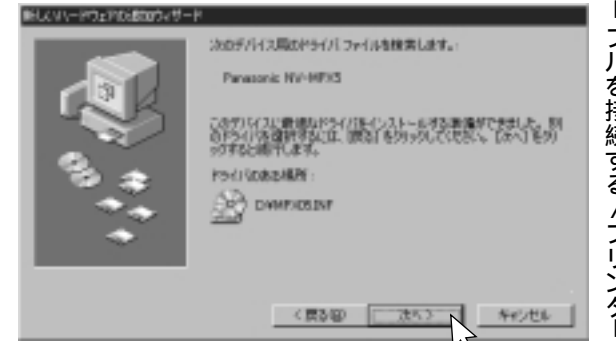 新しいハードウェアの追加ウィザード
次のデバイス用のドライバ ファイルを検索します。:
Panasonic NV-MPX5
このデバイスに最適なドライバをインストールする準備ができました。別
のドライバを選択するには、[戻る] をクリックしてください。[次へ] をクリ
ックすると続行します。
ドライバのある場所:
< 戻る(B)
次へ >
キャンセル
ーブルを接続する/プリンター